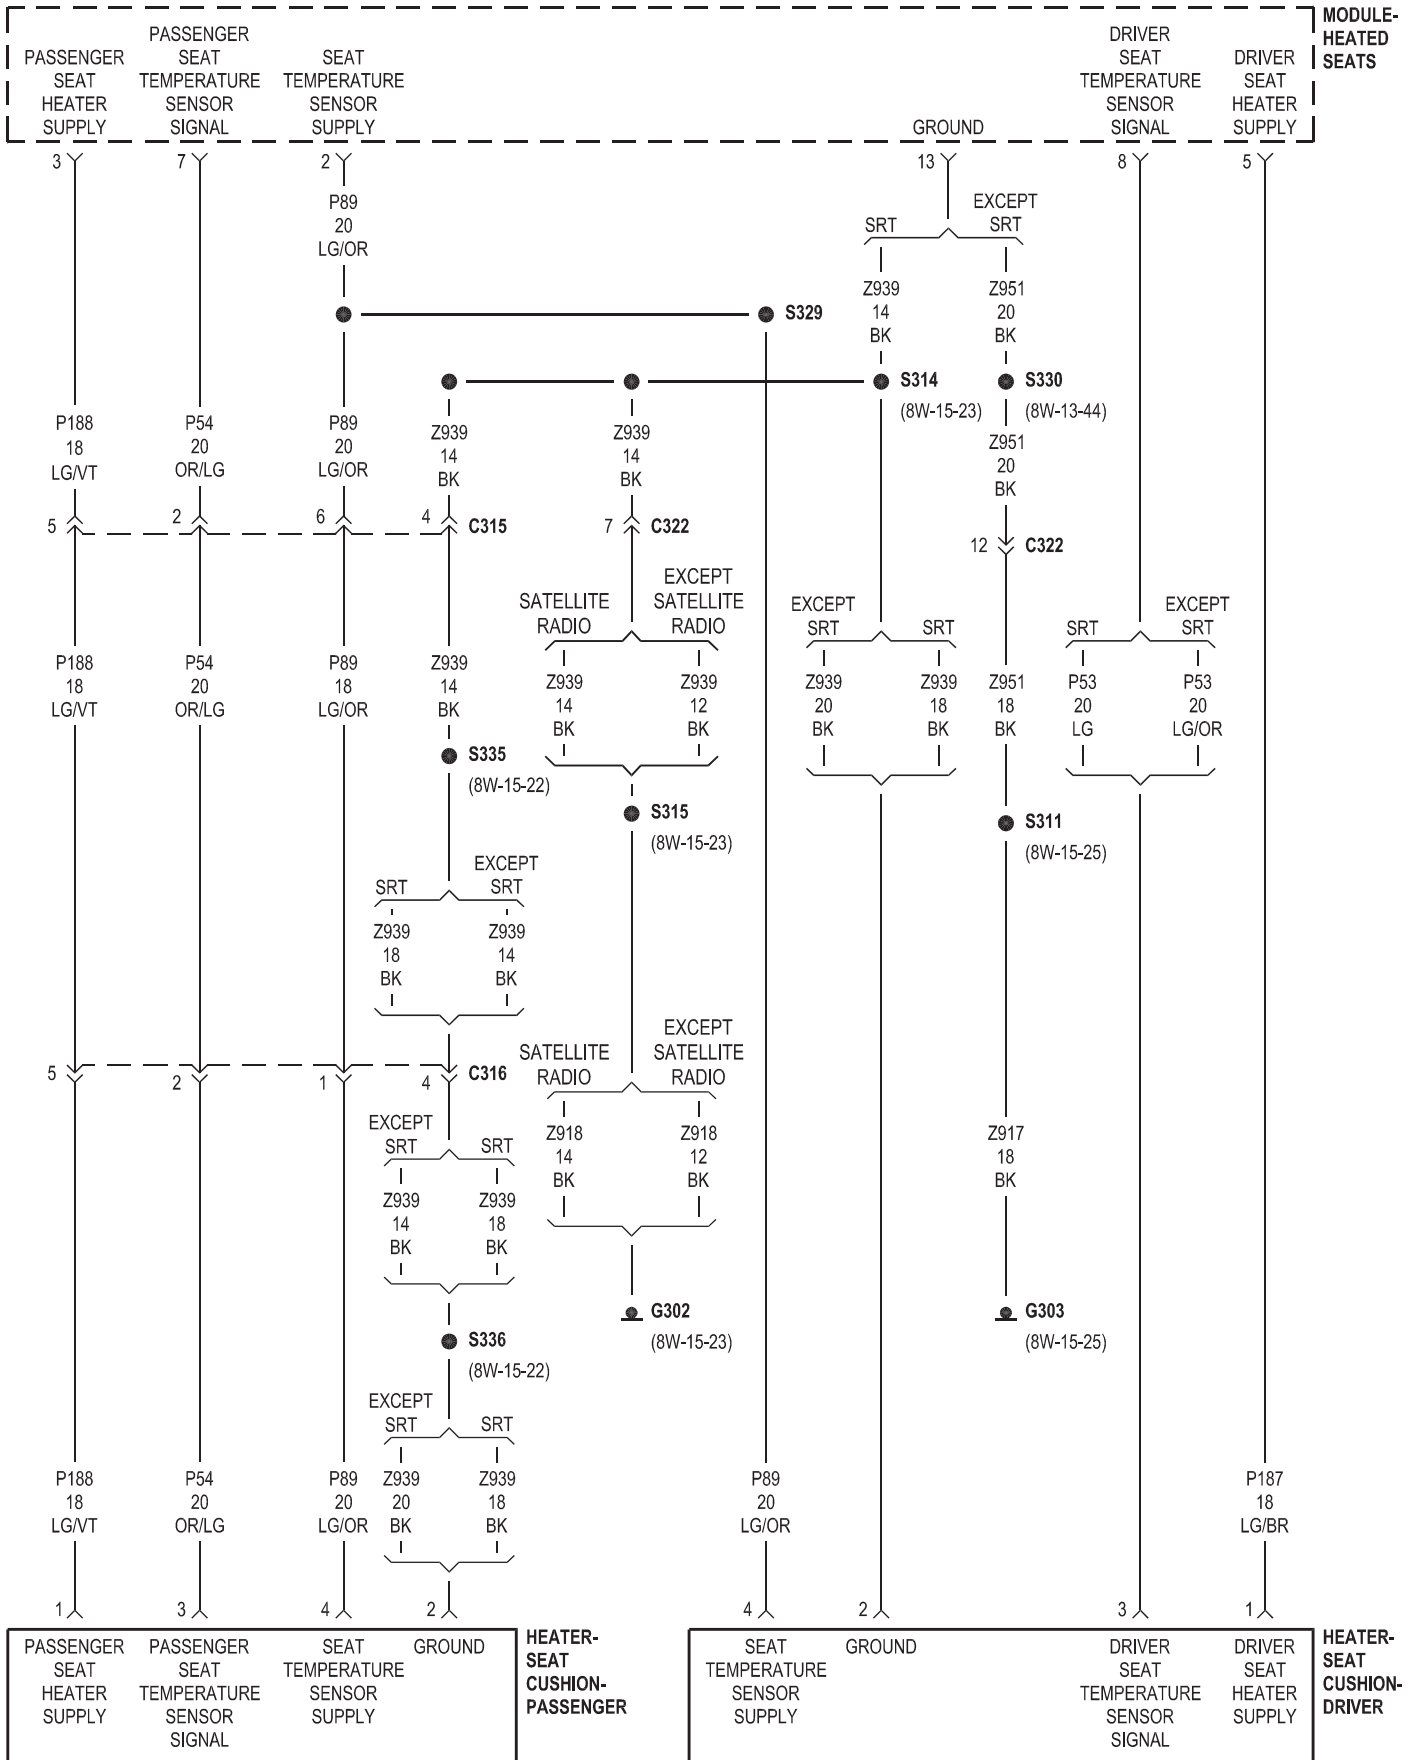 MODULE-
HEATED
SEATS
PASSENGER
SEAT
HEATER
SUPPLY
PASSENGER
SEAT
TEMPERATURE
SENSOR
SIGNAL
SEAT
TEMPERATURE
SENSOR
SUPPLY
GROUND
DRIVER
SEAT
TEMPERATURE
SENSOR
SIGNAL
DRIVER
SEAT
HEATER
SUPPLY
3
7
2
13
8
5
P89
20
LG/OR
SRT
EXCEPT
SRT
Z939
14
BK
Z951
20
BK
S329
S314
(8W-15-23)
S330
(8W-13-44)
P188
18
LG/VT
P54
20
OR/LG
P89
20
LG/OR
Z939
14
BK
Z939
14
BK
Z951
20
BK
5
2
6
4
C315
7
C322
12
C322
SATELLITE
RADIO
EXCEPT
SATELLITE
RADIO
EXCEPT
SRT
SRT
SRT
EXCEPT
SRT
P188
18
LG/VT
P54
20
OR/LG
P89
18
LG/OR
Z939
14
BK
Z939
14
BK
Z939
12
BK
Z939
20
BK
Z939
18
BK
Z951
18
BK
P53
20
LG
P53
20
LG/OR
S335
(8W-15-22)
S315
(8W-15-23)
S311
(8W-15-25)
SRT
EXCEPT
SRT
Z939
18
BK
Z939
14
BK
5
2
1
4
C316
SATELLITE
RADIO
EXCEPT
SATELLITE
RADIO
EXCEPT
SRT
SRT
Z939
14
BK
Z939
18
BK
Z918
14
BK
Z918
12
BK
Z917
18
BK
S336
(8W-15-22)
G302
(8W-15-23)
G303
(8W-15-25)
EXCEPT
SRT
SRT
P188
18
LG/VT
P54
20
OR/LG
P89
20
LG/OR
Z939
20
BK
Z939
18
BK
P89
20
LG/OR
P187
18
LG/BR
1
3
4
2
4
2
3
1
PASSENGER
SEAT
HEATER
SUPPLY
PASSENGER
SEAT
TEMPERATURE
SENSOR
SIGNAL
SEAT
TEMPERATURE
SENSOR
SUPPLY
GROUND
HEATER-
SEAT
CUSHION-
PASSENGER
SEAT
TEMPERATURE
SENSOR
SUPPLY
GROUND
DRIVER
SEAT
TEMPERATURE
SENSOR
SIGNAL
DRIVER
SEAT
HEATER
SUPPLY
HEATER-
SEAT
CUSHION-
DRIVER